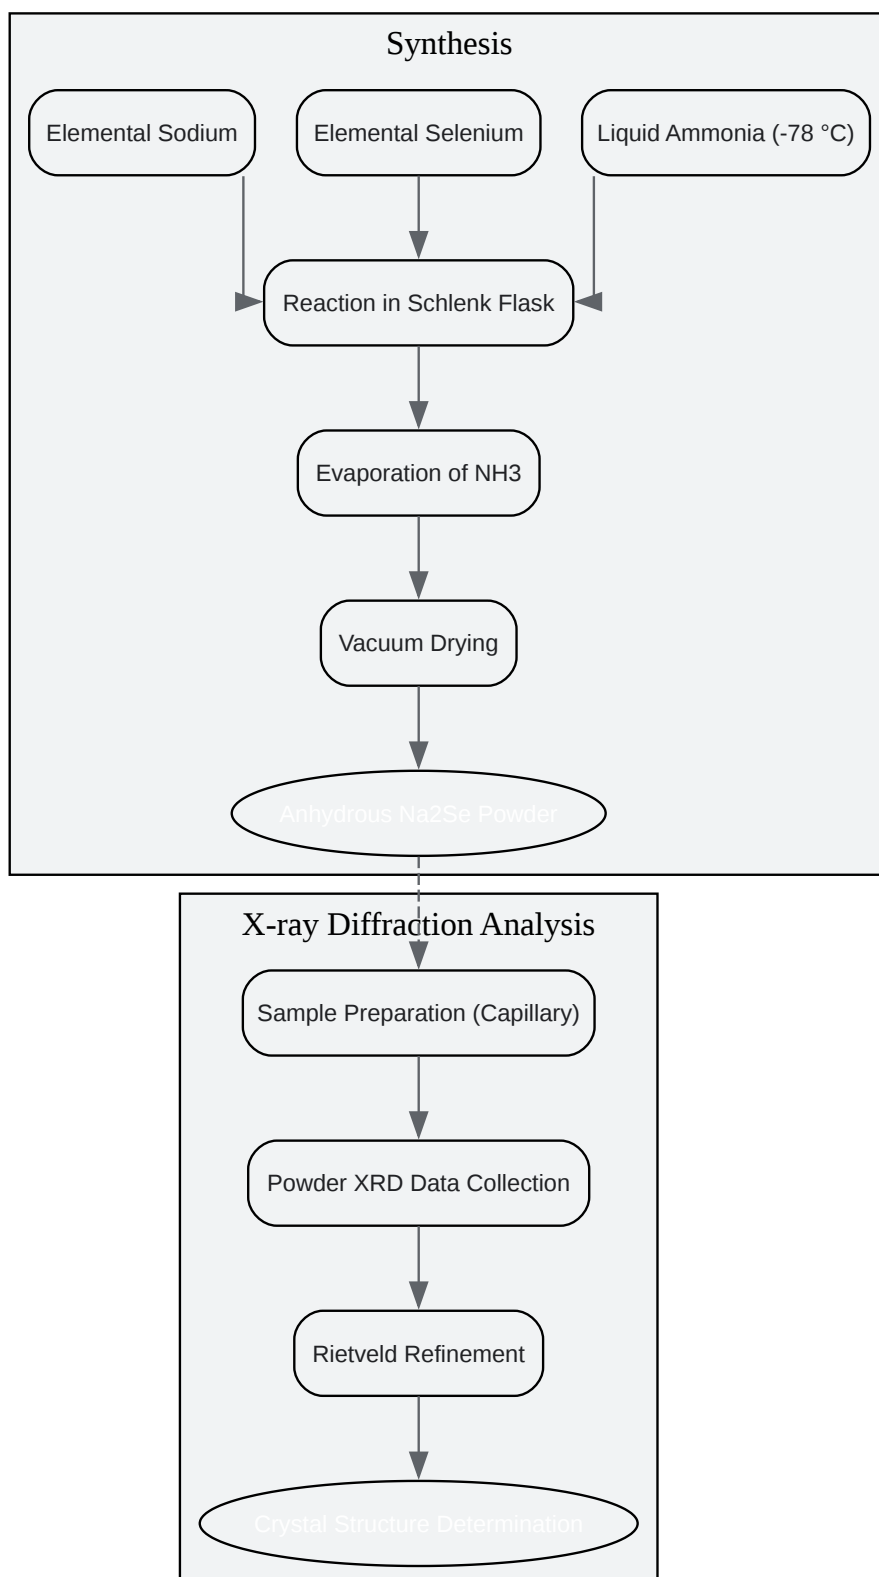 Synthesis
Elemental Sodium
Elemental Selenium
Liquid Ammonia (-78 °C)
Reaction in Schlenk Flask
Evaporation of NH3
Vacuum Drying
Anhydrous Na2Se Powder
X-ray Diffraction Analysis
Sample Preparation (Capillary)
Powder XRD Data Collection
Rietveld Refinement
Crystal Structure Determination